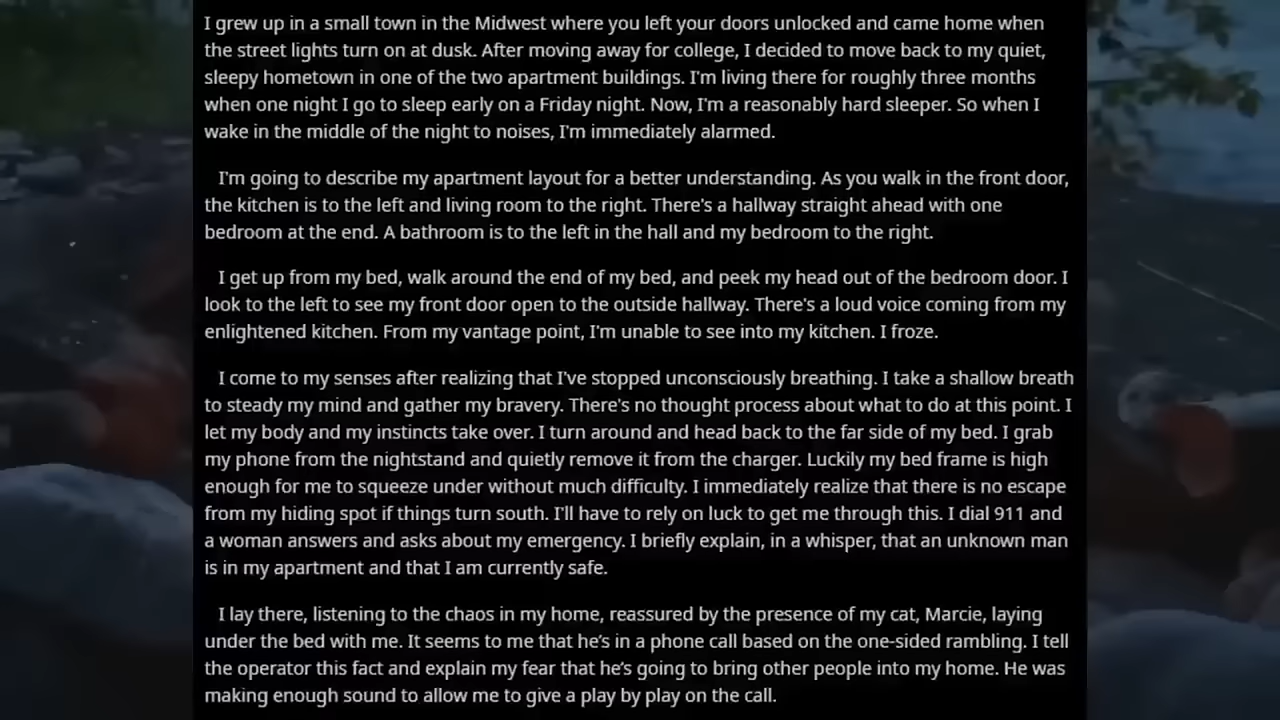 I grew up in a small town in the Midwest where you left your doors unlocked and came home when
the street lights turn on at dusk. After moving away for college, I decided to move back to my quiet,
sleepy hometown in one of the two apartment buildings. I'm living there for roughly three months
when one night I go to sleep early on a Friday night. Now, I'm a reasonably hard sleeper. So when I
wake in the middle of the night to noises, I'm immediately alarmed.
I'm going to describe my apartment layout for a better understanding. As you walk in the front door,
the kitchen is to the left and living room to the right. There's a hallway straight ahead with one
bedroom at the end. A bathroom is to the left in the hall and my bedroom to the right.
I get up from my bed, walk around the end of my bed, and peek my head out of the bedroom door. I
look to the left to see my front door open to the outside hallway. There's a loud voice coming from my
enlightened kitchen. From my vantage point, I'm unable to see into my kitchen. I froze.
I come to my senses after realizing that I've stopped unconsciously breathing. I take a shallow breath
to steady my mind and gather my bravery. There's no thought process about what to do at this point. I
let my body and my instincts take over. I turn around and head back to the far side of my bed. I grab
my phone from the nightstand and quietly remove it from the charger. Luckily my bed frame is high
enough for me to squeeze under without much difficulty. I immediately realize that there is no escape
from my hiding spot if things turn south. I'll have to rely on luck to get me through this. I dial 911 and
a woman answers and asks about my emergency. I briefly explain, in a whisper, that an unknown man
is in my apartment and that I am currently safe.
I lay there, listening to the chaos in my home, reassured by the presence of my cat, Marcie, laying
under the bed with me. It seems to me that he’s in a phone call based on the one-sided rambling. I tell
the operator this fact and explain my fear that he’s going to bring other people into my home. He was
making enough sound to allow me to give a play by play on the call.